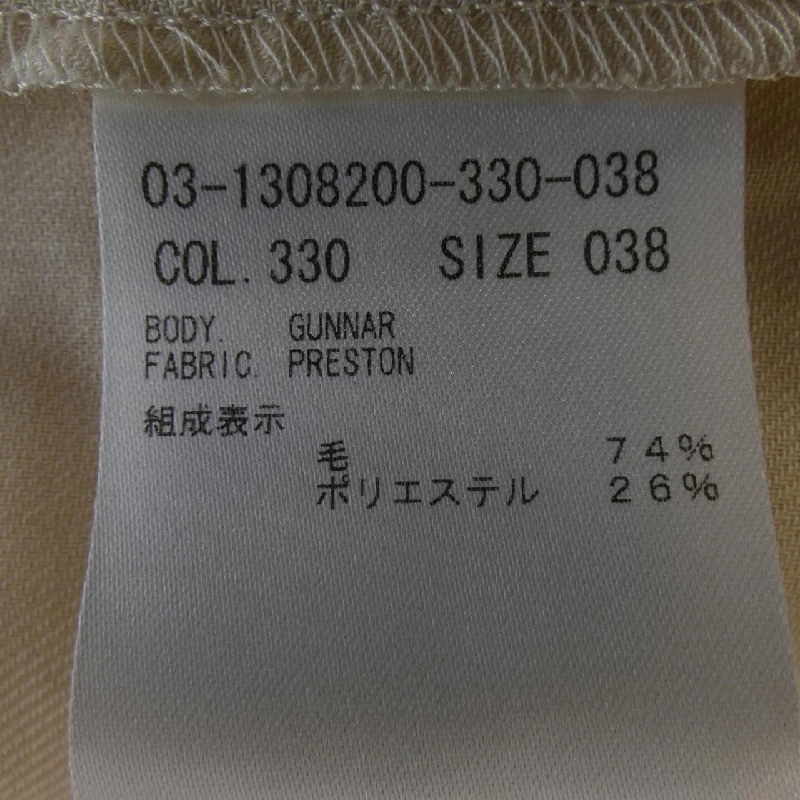 03-1308200-330-038
COL. 330 SIZE 038
BODY. GUNNAR
FABRIC. PRESTON
組成表示
毛 74%
ポリエステル 26%